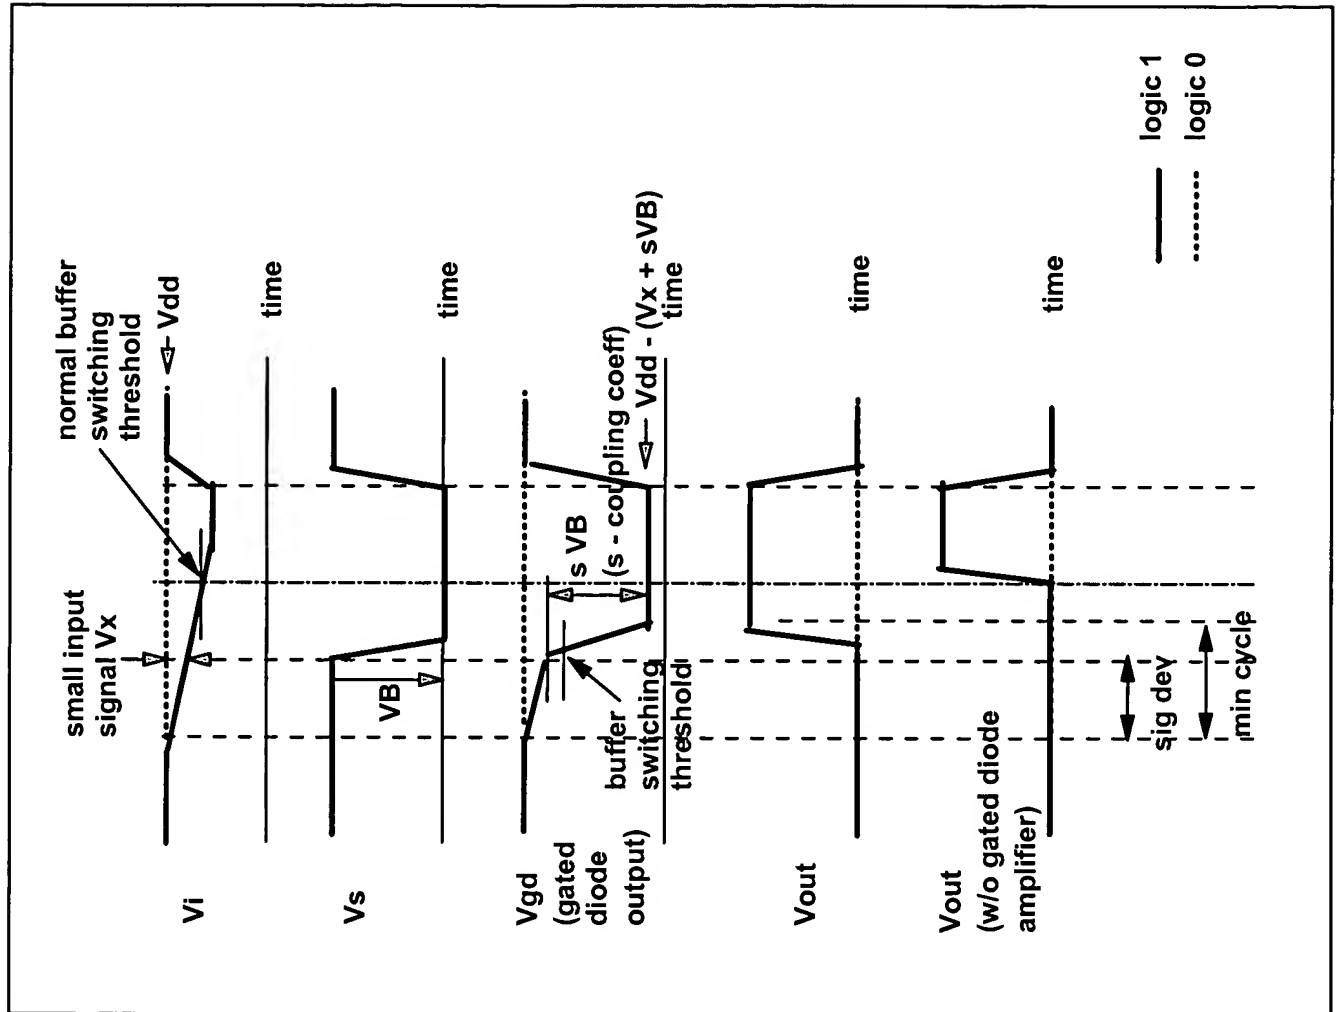 normal buffer
switching
threshold
Vdd
small input
signal Vx
Vi
time
VB
Vs
time
s VB
(s - coupling coeff)
Vdd - (Vx + sVB)
buffer
switching
threshold
Vgd
(gated
diode
output)
time
Vout
time
Vout
(w/o gated diode
amplifier)
time
sig dev
min cycle
logic 1
logic 0